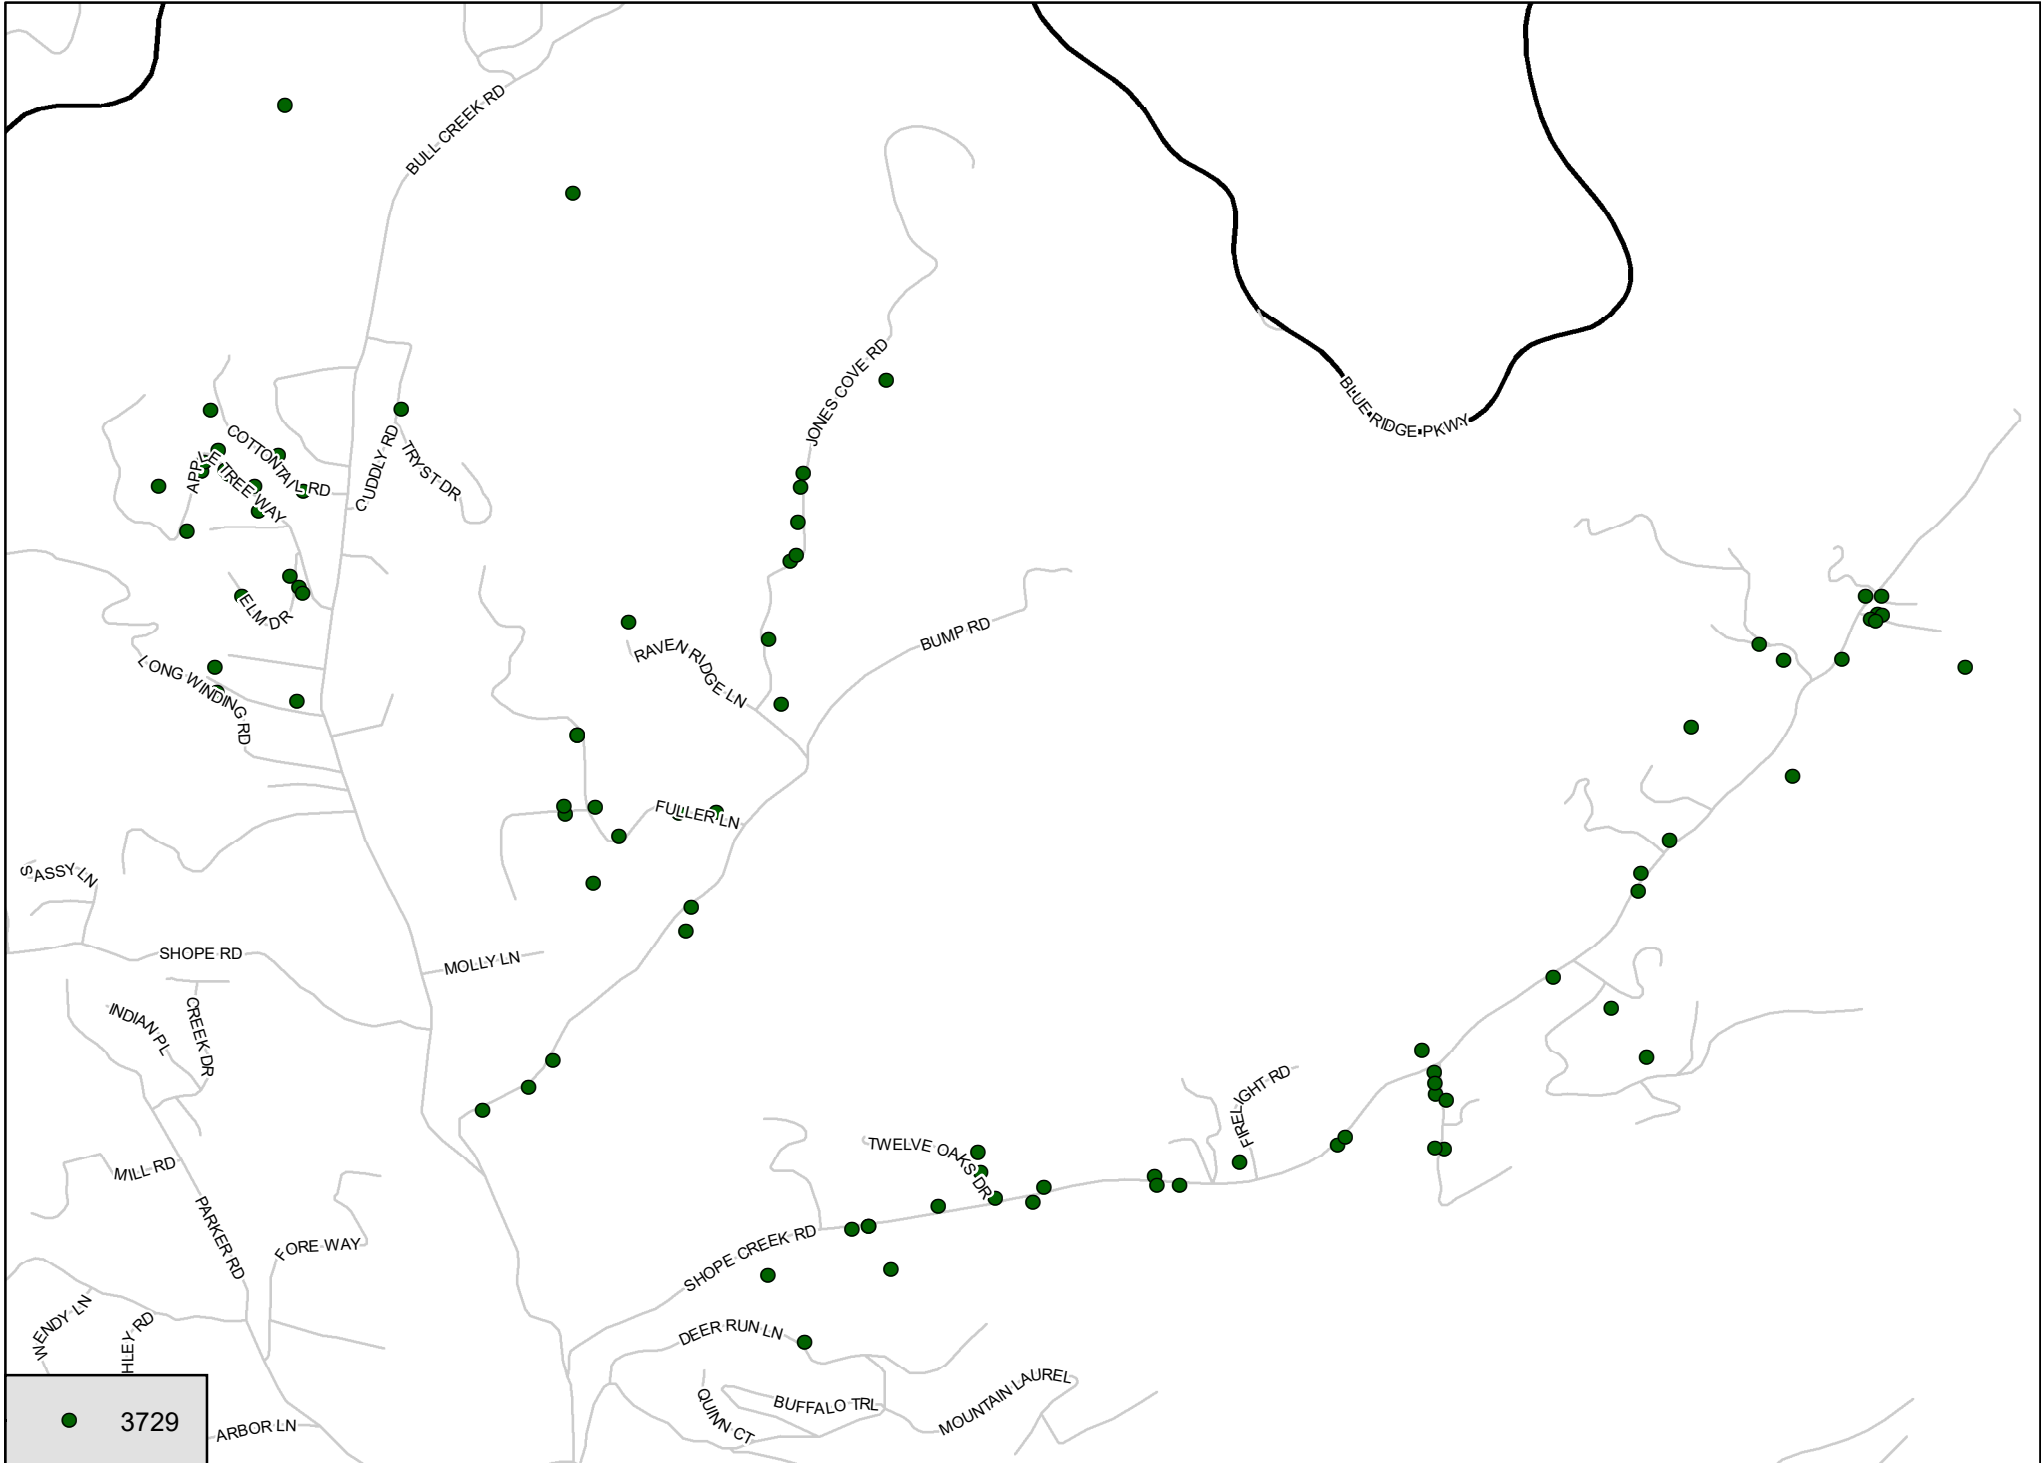 BULL CREEK RD
JONES COVE RD
BLUE RIDGE PKWY
COTTONTAIL RD
APPLE TREE WAY
CUDDLY RD
TRYST DR
ELM DR
RAVEN RIDGE LN
BUMP RD
LONG WINDING RD
FULLER LN
SASSY LN
SHOPE RD
MOLLY LN
INDIAN PL
CREEK DR
FIRELIGHT RD
TWELVE OAKS DR
MILL RD
PARKER RD
FORE WAY
SHOPE CREEK RD
WENDY LN
HLEY RD
DEER RUN LN
QUINN CT
BUFFALO TRL
MOUNTAIN LAUREL
3729
ARBOR LN